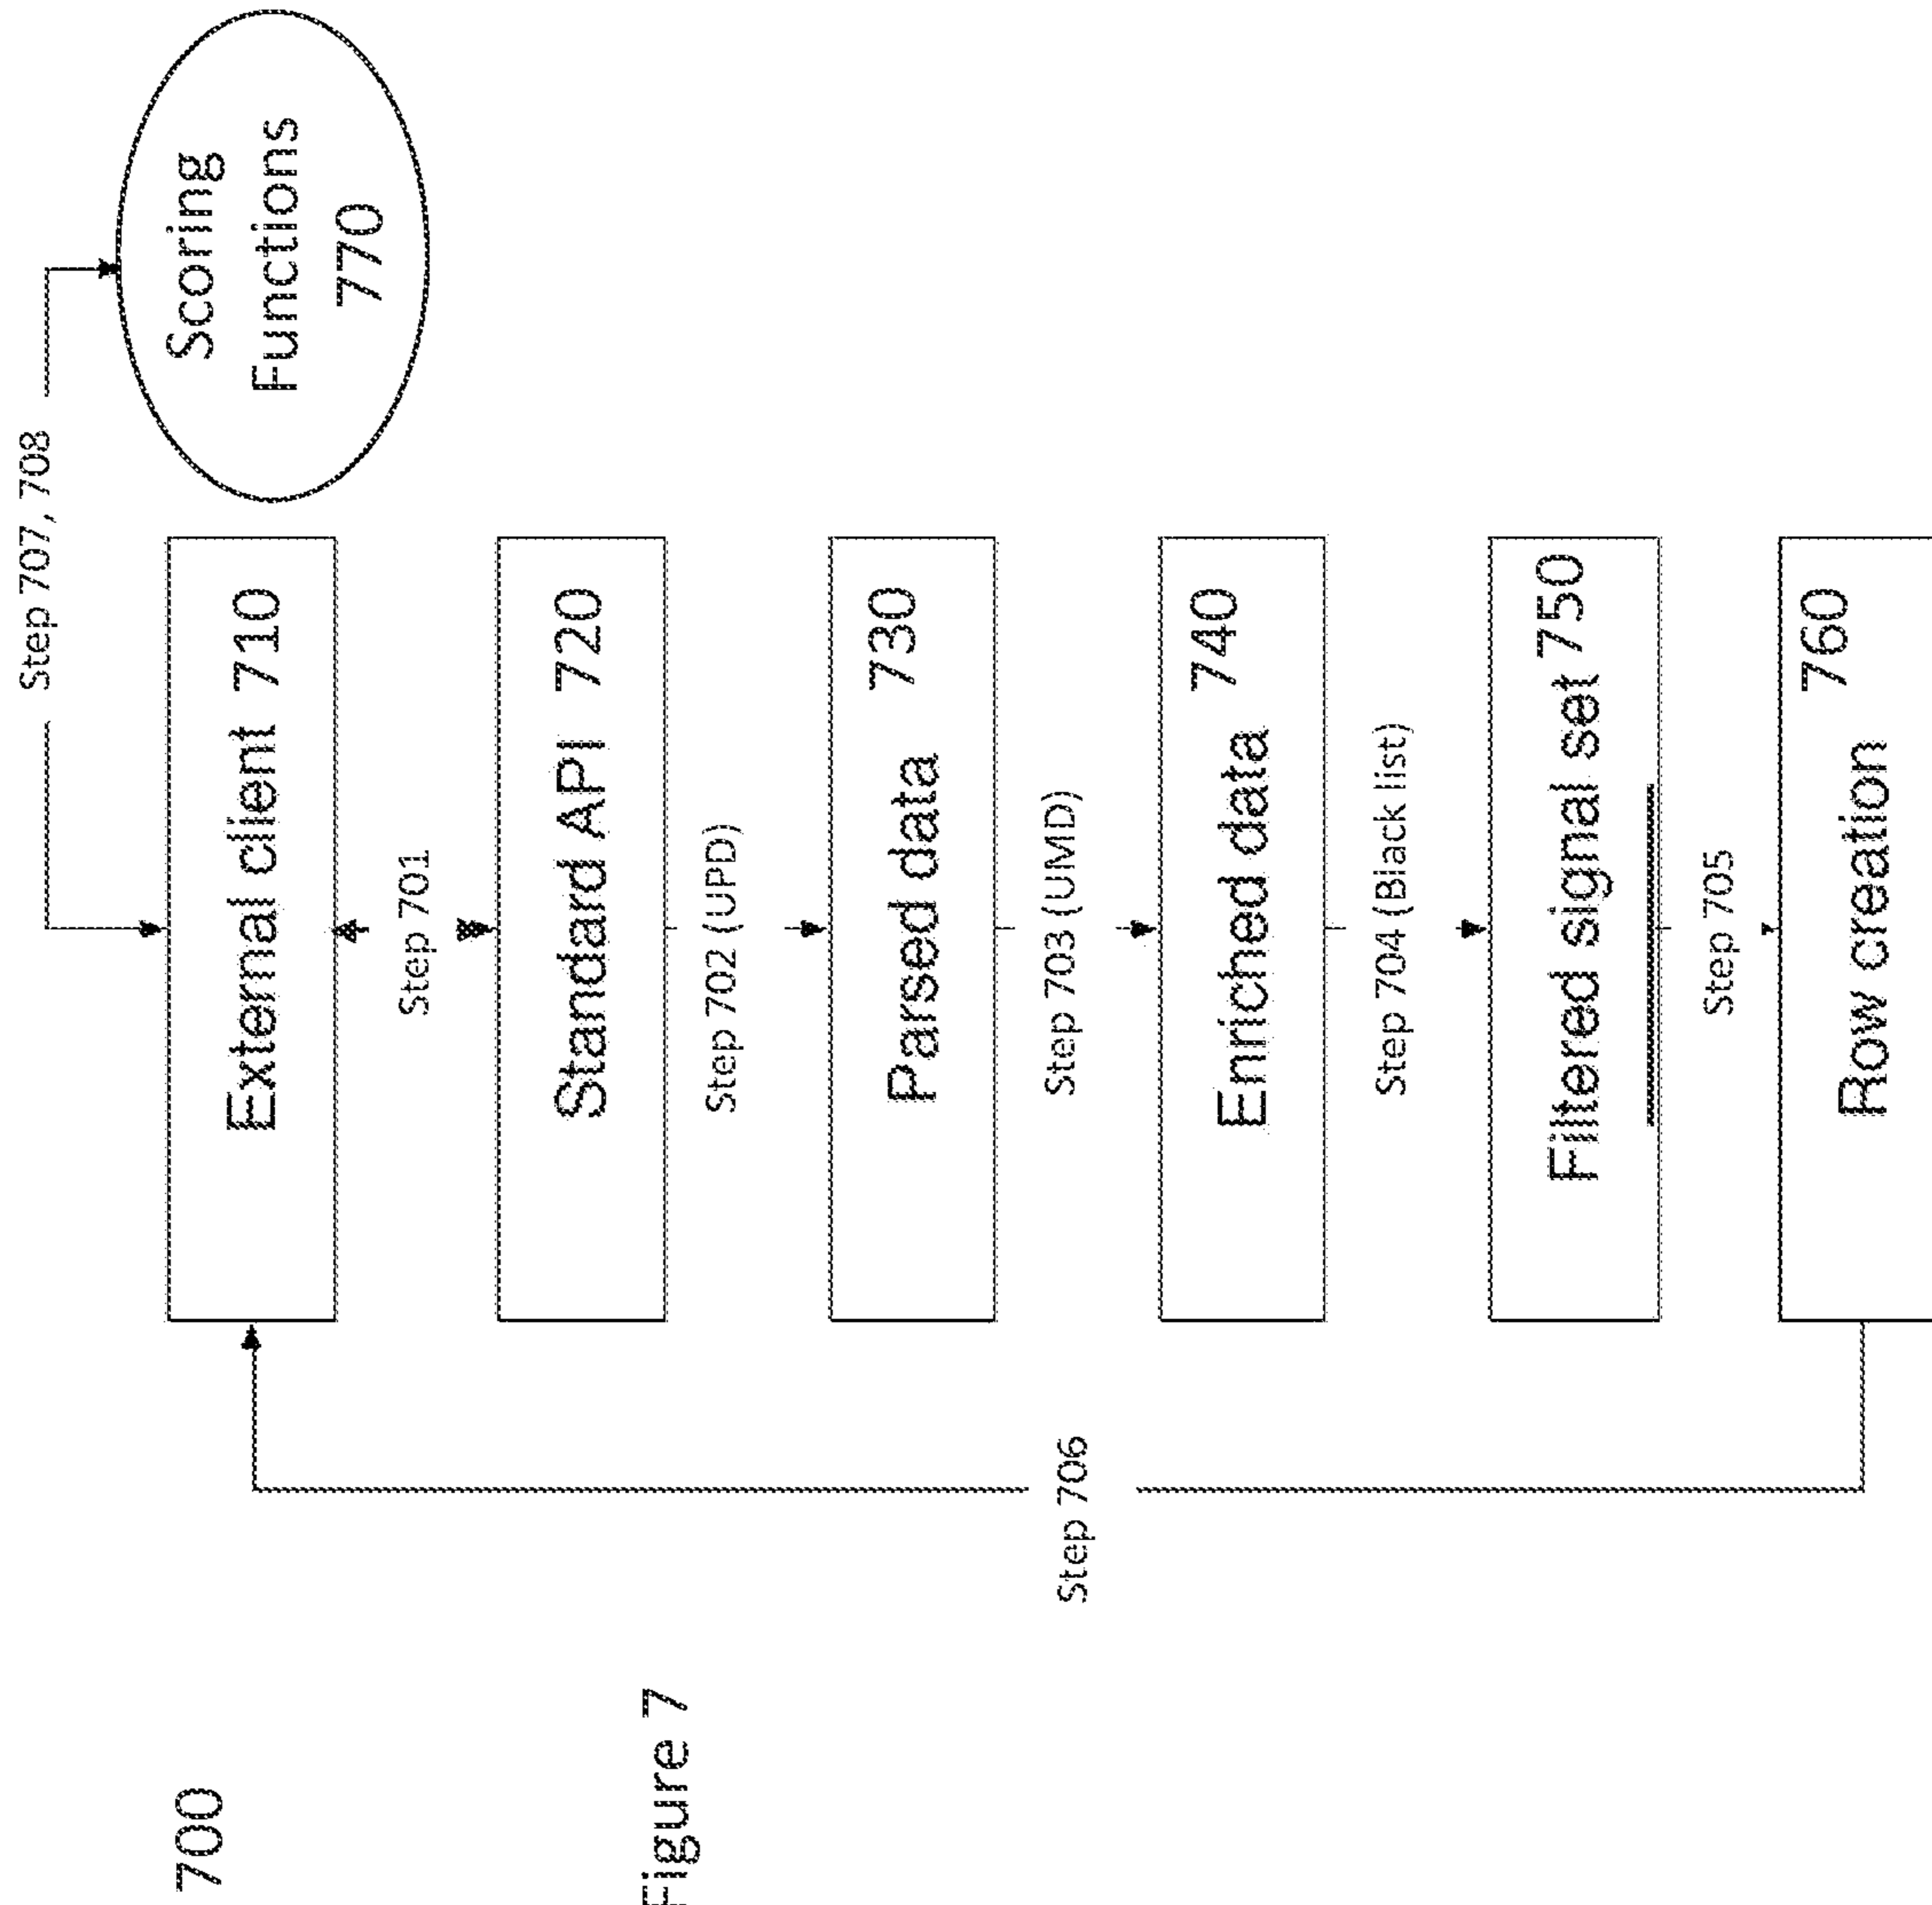 700
Figure 7
Step 707, 708
Scoring
Functions
770
External client 710
Step 701
Standard API 720
Step 702 (UPD)
Parsed data 730
Step 703 (UMD)
Enriched data 740
Step 704 (Black list)
Filtered signal set 750
Step 705
760
Row creation
Step 706